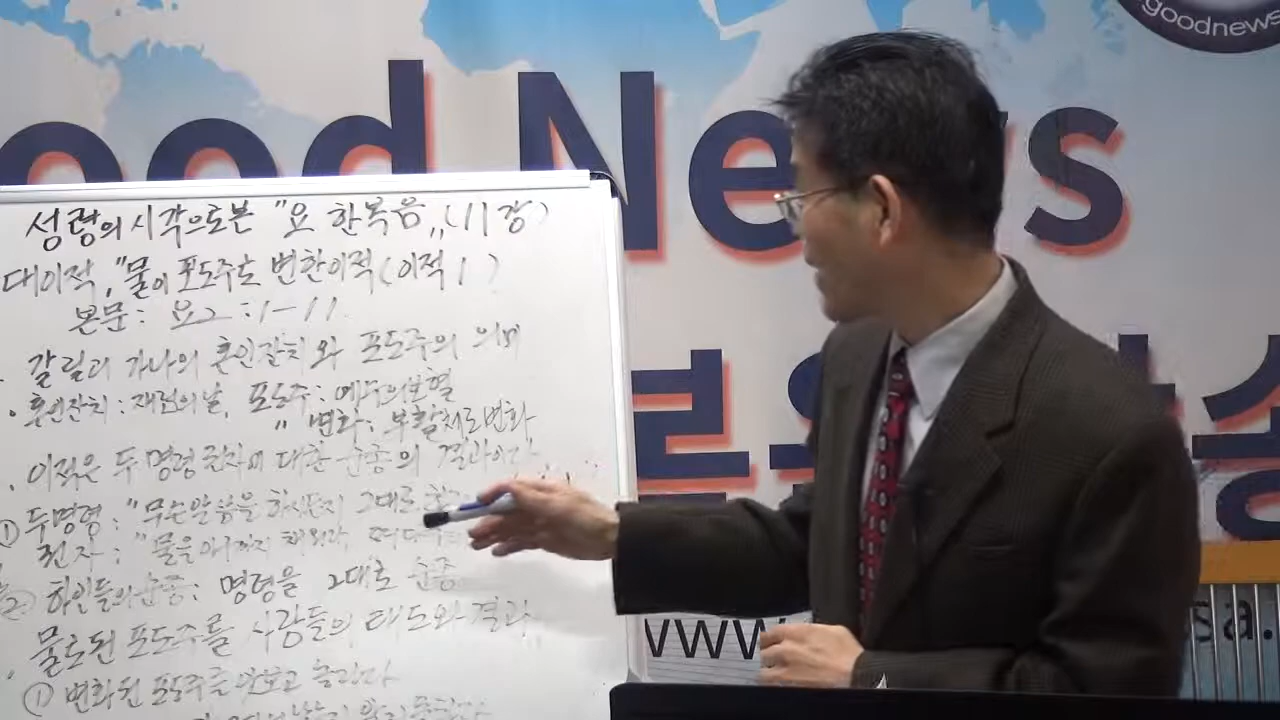 goodnews
ood News
성령의 시각으로본 "요한복음„(11강)
대이적, "물이 포도주로 변한이적(이적1)
본문: 요2:1-11.
갈릴리 가나의 혼인잔치와 포도주의 의미
• 혼인잔치: 재림의날, 포도주: 예수의보혈
" 변화: 부활체로변화
이적은 두명령 권자에 대한 순종의 결과이다
① 두명령: "무슨말씀을 하시든지 그대로
권자: "물을 아귀까지 채우라,
② 하인들의순종: 명령을 그대로 순종
물로된 포도주를 사람들의 태도와 결과
① 변화된 포도주를 맛보고 놀라다
www
sa.